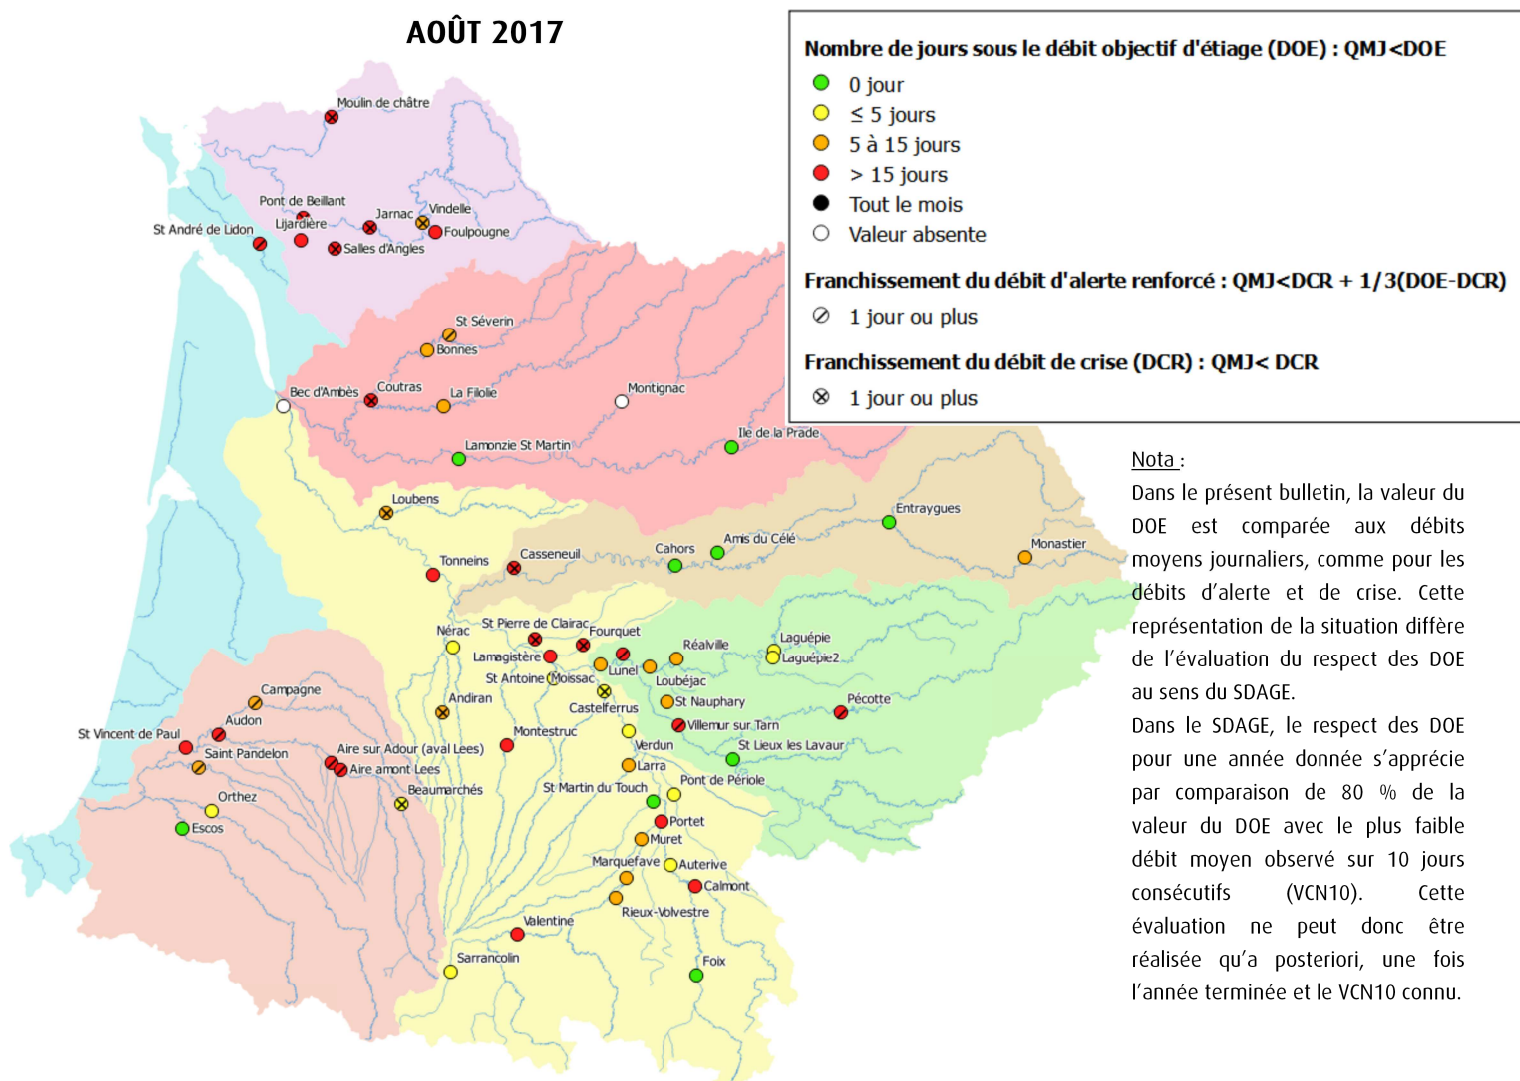 AOÛT 2017
Nombre de jours sous le débit objectif d'étiage (DOE) : QMJ<DOE
0 jour
≤ 5 jours
5 à 15 jours
> 15 jours
Tout le mois
Valeur absente
Franchissement du débit d'alerte renforcé : QMJ<DCR + 1/3(DOE-DCR)
1 jour ou plus
Franchissement du débit de crise (DCR) : QMJ< DCR
1 jour ou plus
Moulin de châtre
Pont de Beillant
Jarnac
Vindelle
Lijardière
St André de Lidon
Foulpougne
Salles d'Angles
St Séverin
Bonnes
Bec d'Ambès
Coutras
La Filolie
Montignac
Lamonzie St Martin
Ile de la Prade
Loubens
Entraygues
Tonneins
Casseneuil
Cahors
Amis du Célé
Monastier
St Pierre de Clairac
Fourquet
Nérac
Réalville
Laguépie
Lamagistère
Laguépie2
Lunel
St Antoine
Moissac
Loubéjac
Campagne
Andiran
Castelferrus
St Nauphary
Pécotte
Audon
Villemur sur Tarn
St Vincent de Paul
Montestruc
Saint Pandelon
Aire sur Adour (aval Lees)
Verdun
St Lieux les Lavaur
Aire amont Lees
Larra
Pont de Périole
Orthez
Beaumarchés
St Martin du Touch
Escos
Portet
Muret
Marquefave
Auterive
Calmont
Rieux-Volvestre
Valentine
Sarrancolin
Foix
Nota :
Dans le présent bulletin, la valeur du
DOE est comparée aux débits
moyens journaliers, comme pour les
débits d'alerte et de crise. Cette
représentation de la situation diffère
de l'évaluation du respect des DOE
au sens du SDAGE.
Dans le SDAGE, le respect des DOE
pour une année donnée s'apprécie
par comparaison de 80 % de la
valeur du DOE avec le plus faible
débit moyen observé sur 10 jours
consécutifs (VCN10). Cette
évaluation ne peut donc être
réalisée qu'a posteriori, une fois
l'année terminée et le VCN10 connu.